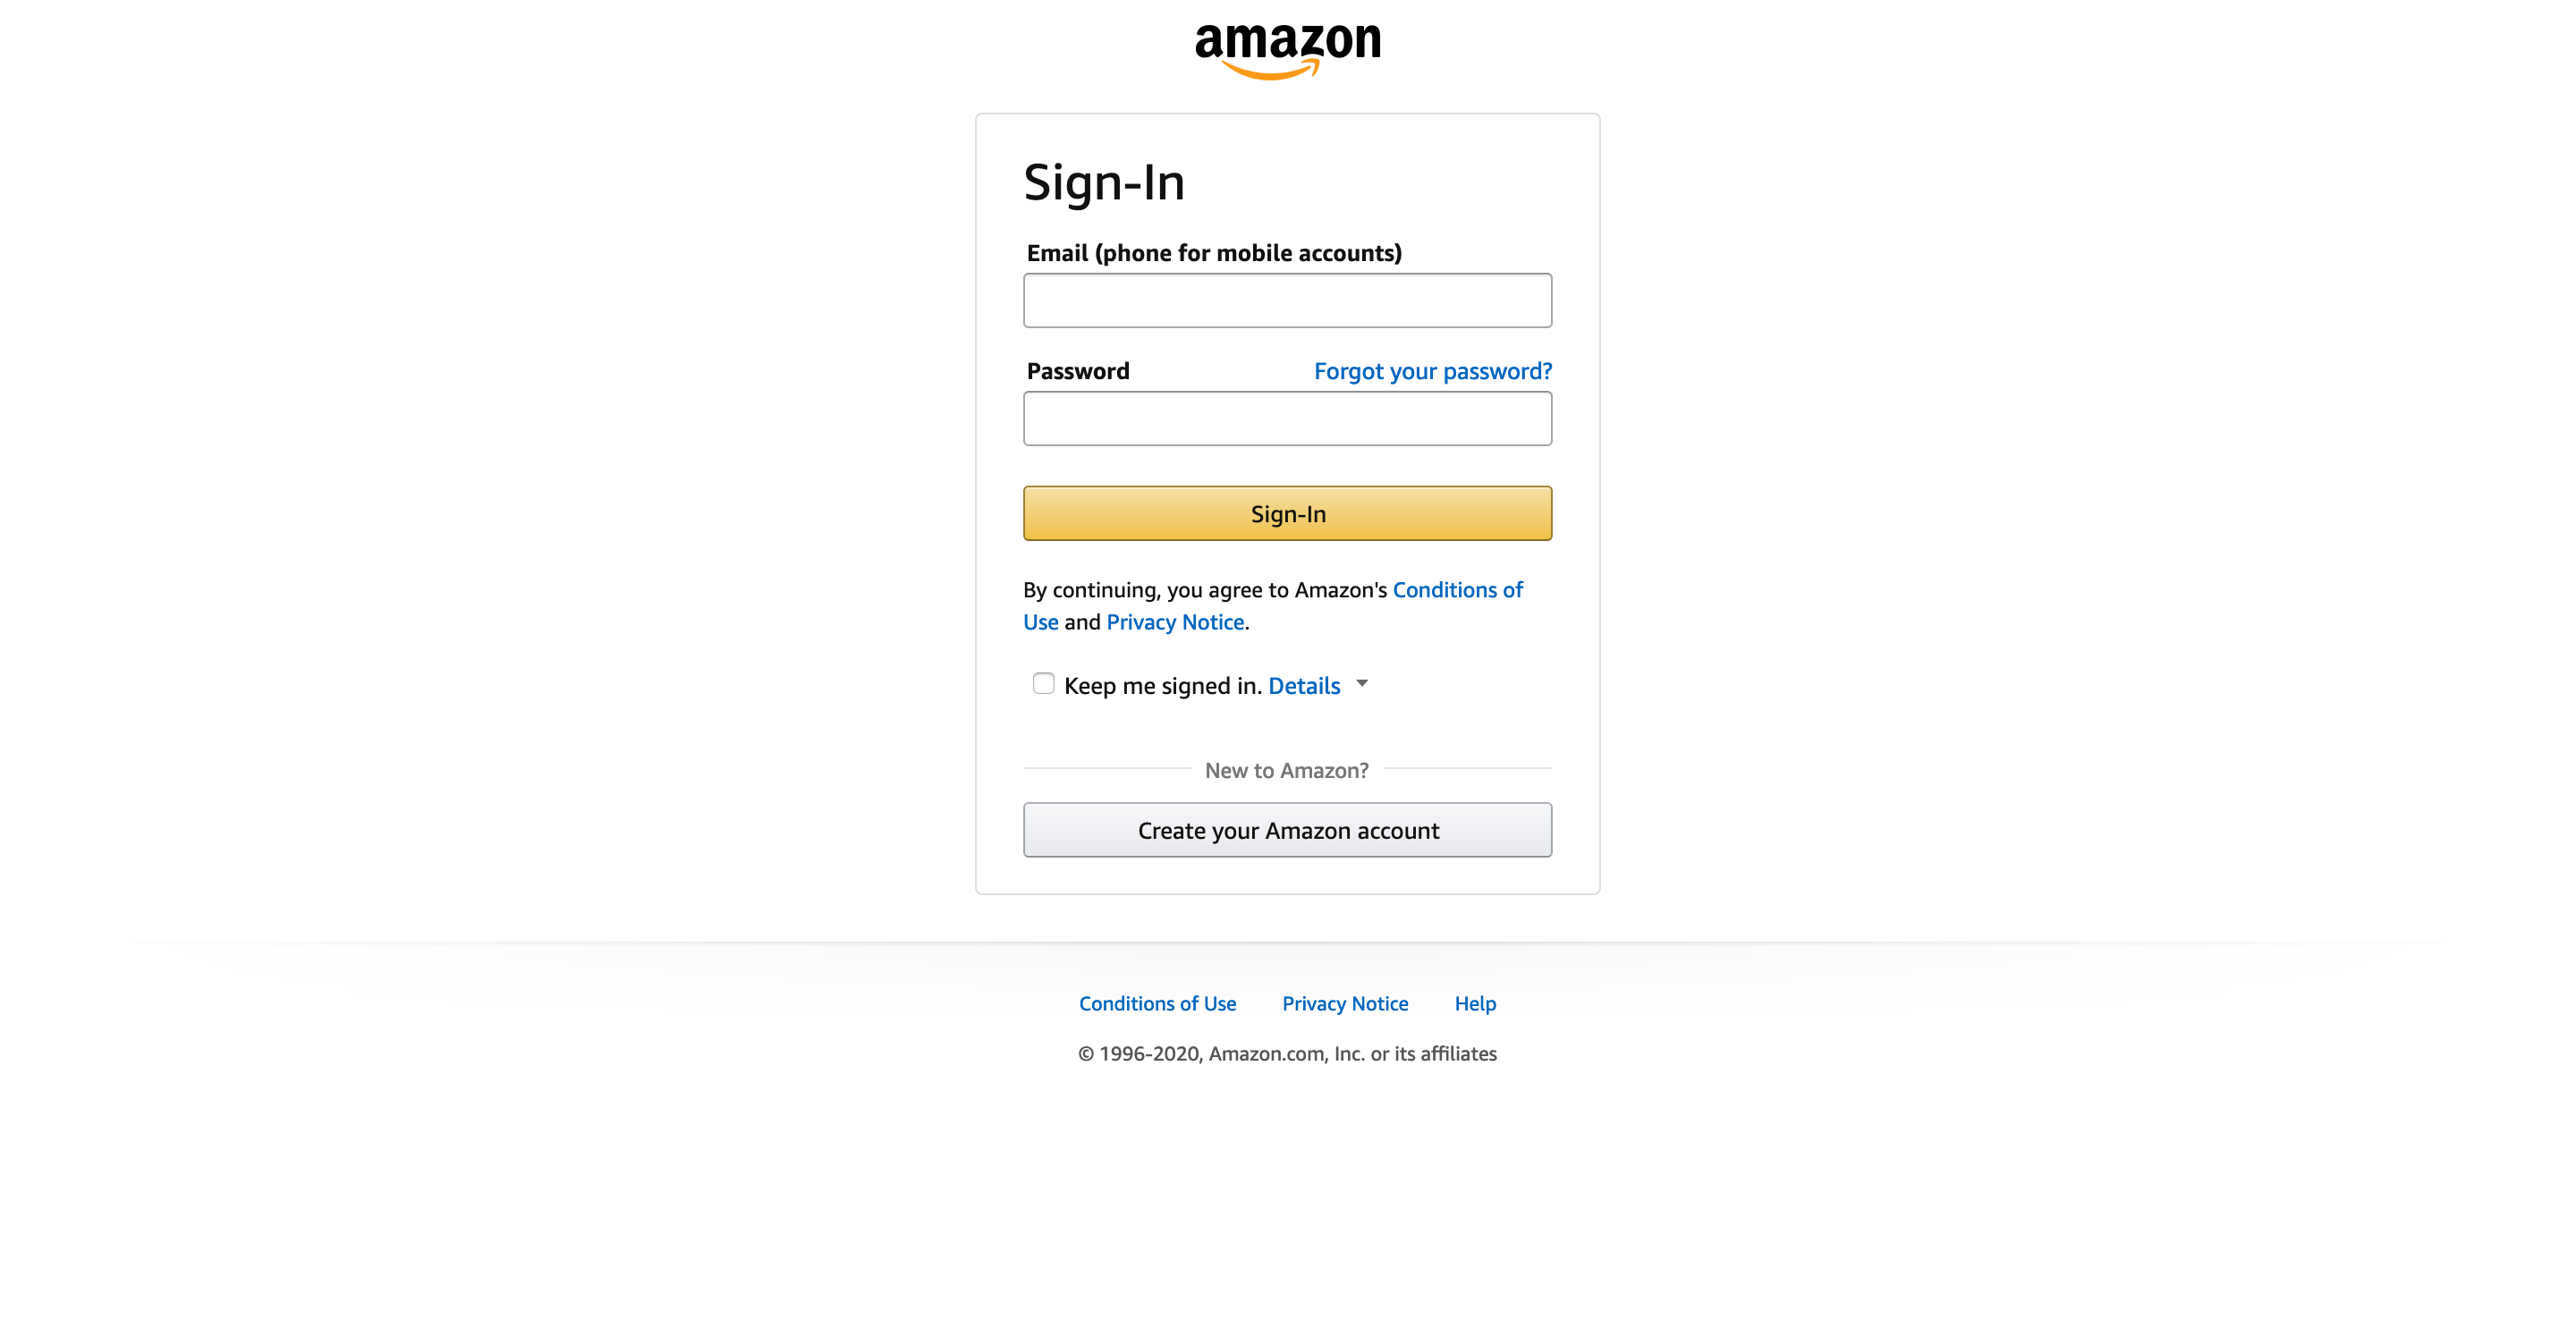 amazon
Sign-In
Email (phone for mobile accounts)
Password Forgot your password?
Sign-In
By continuing, you agree to Amazon's Conditions of
Use and Privacy Notice.
Keep me signed in. Details
New to Amazon?
Create your Amazon account
Conditions of Use Privacy Notice Help
© 1996-2020, Amazon.com, Inc. or its affiliates